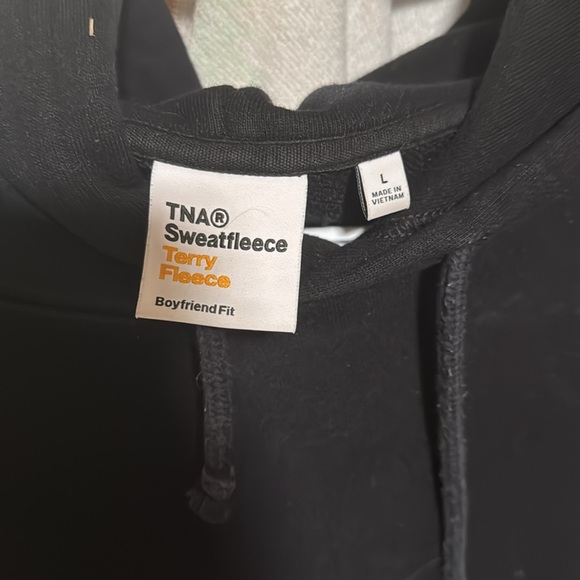 TNA®
Sweatfleece
Terry
Fleece
Boyfriend Fit
L
MADE IN
VIETNAM